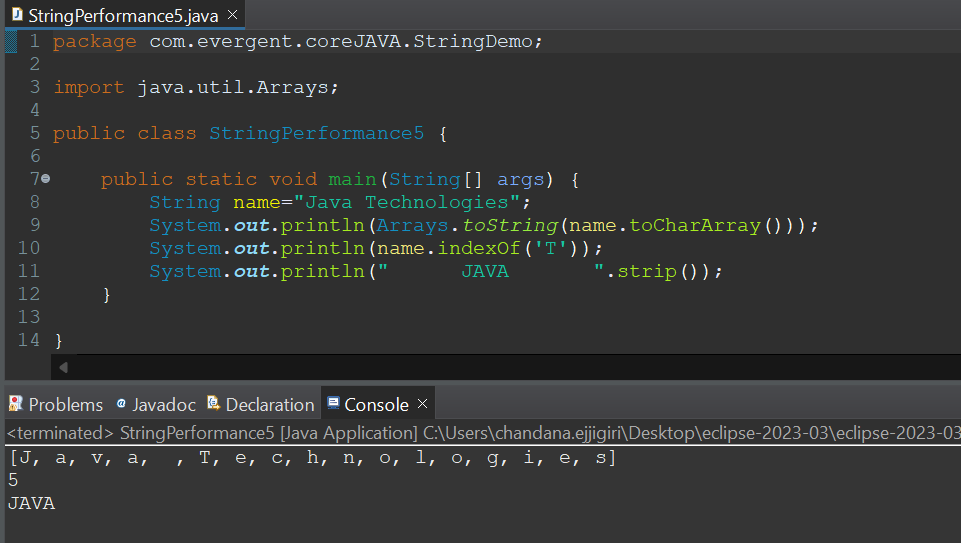 StringPerformance5.java
1 package com.evergent.coreJAVA.StringDemo;
2
3 import java.util.Arrays;
4
5 public class StringPerformance5 {
6
7     public static void main(String[] args) {
8         String name="Java Technologies";
9         System.out.println(Arrays.toString(name.toCharArray()));
10         System.out.println(name.indexOf('T'));
11         System.out.println("      JAVA       ".strip());
12     }
13
14 }
Problems @ Javadoc Declaration Console
<terminated> StringPerformance5 [Java Application] C:\Users\chandana.ejjigiri\Desktop\eclipse-2023-03\eclipse-2023-03
[J, a, v, a,  , T, e, c, h, n, o, l, o, g, i, e, s]
5
JAVA